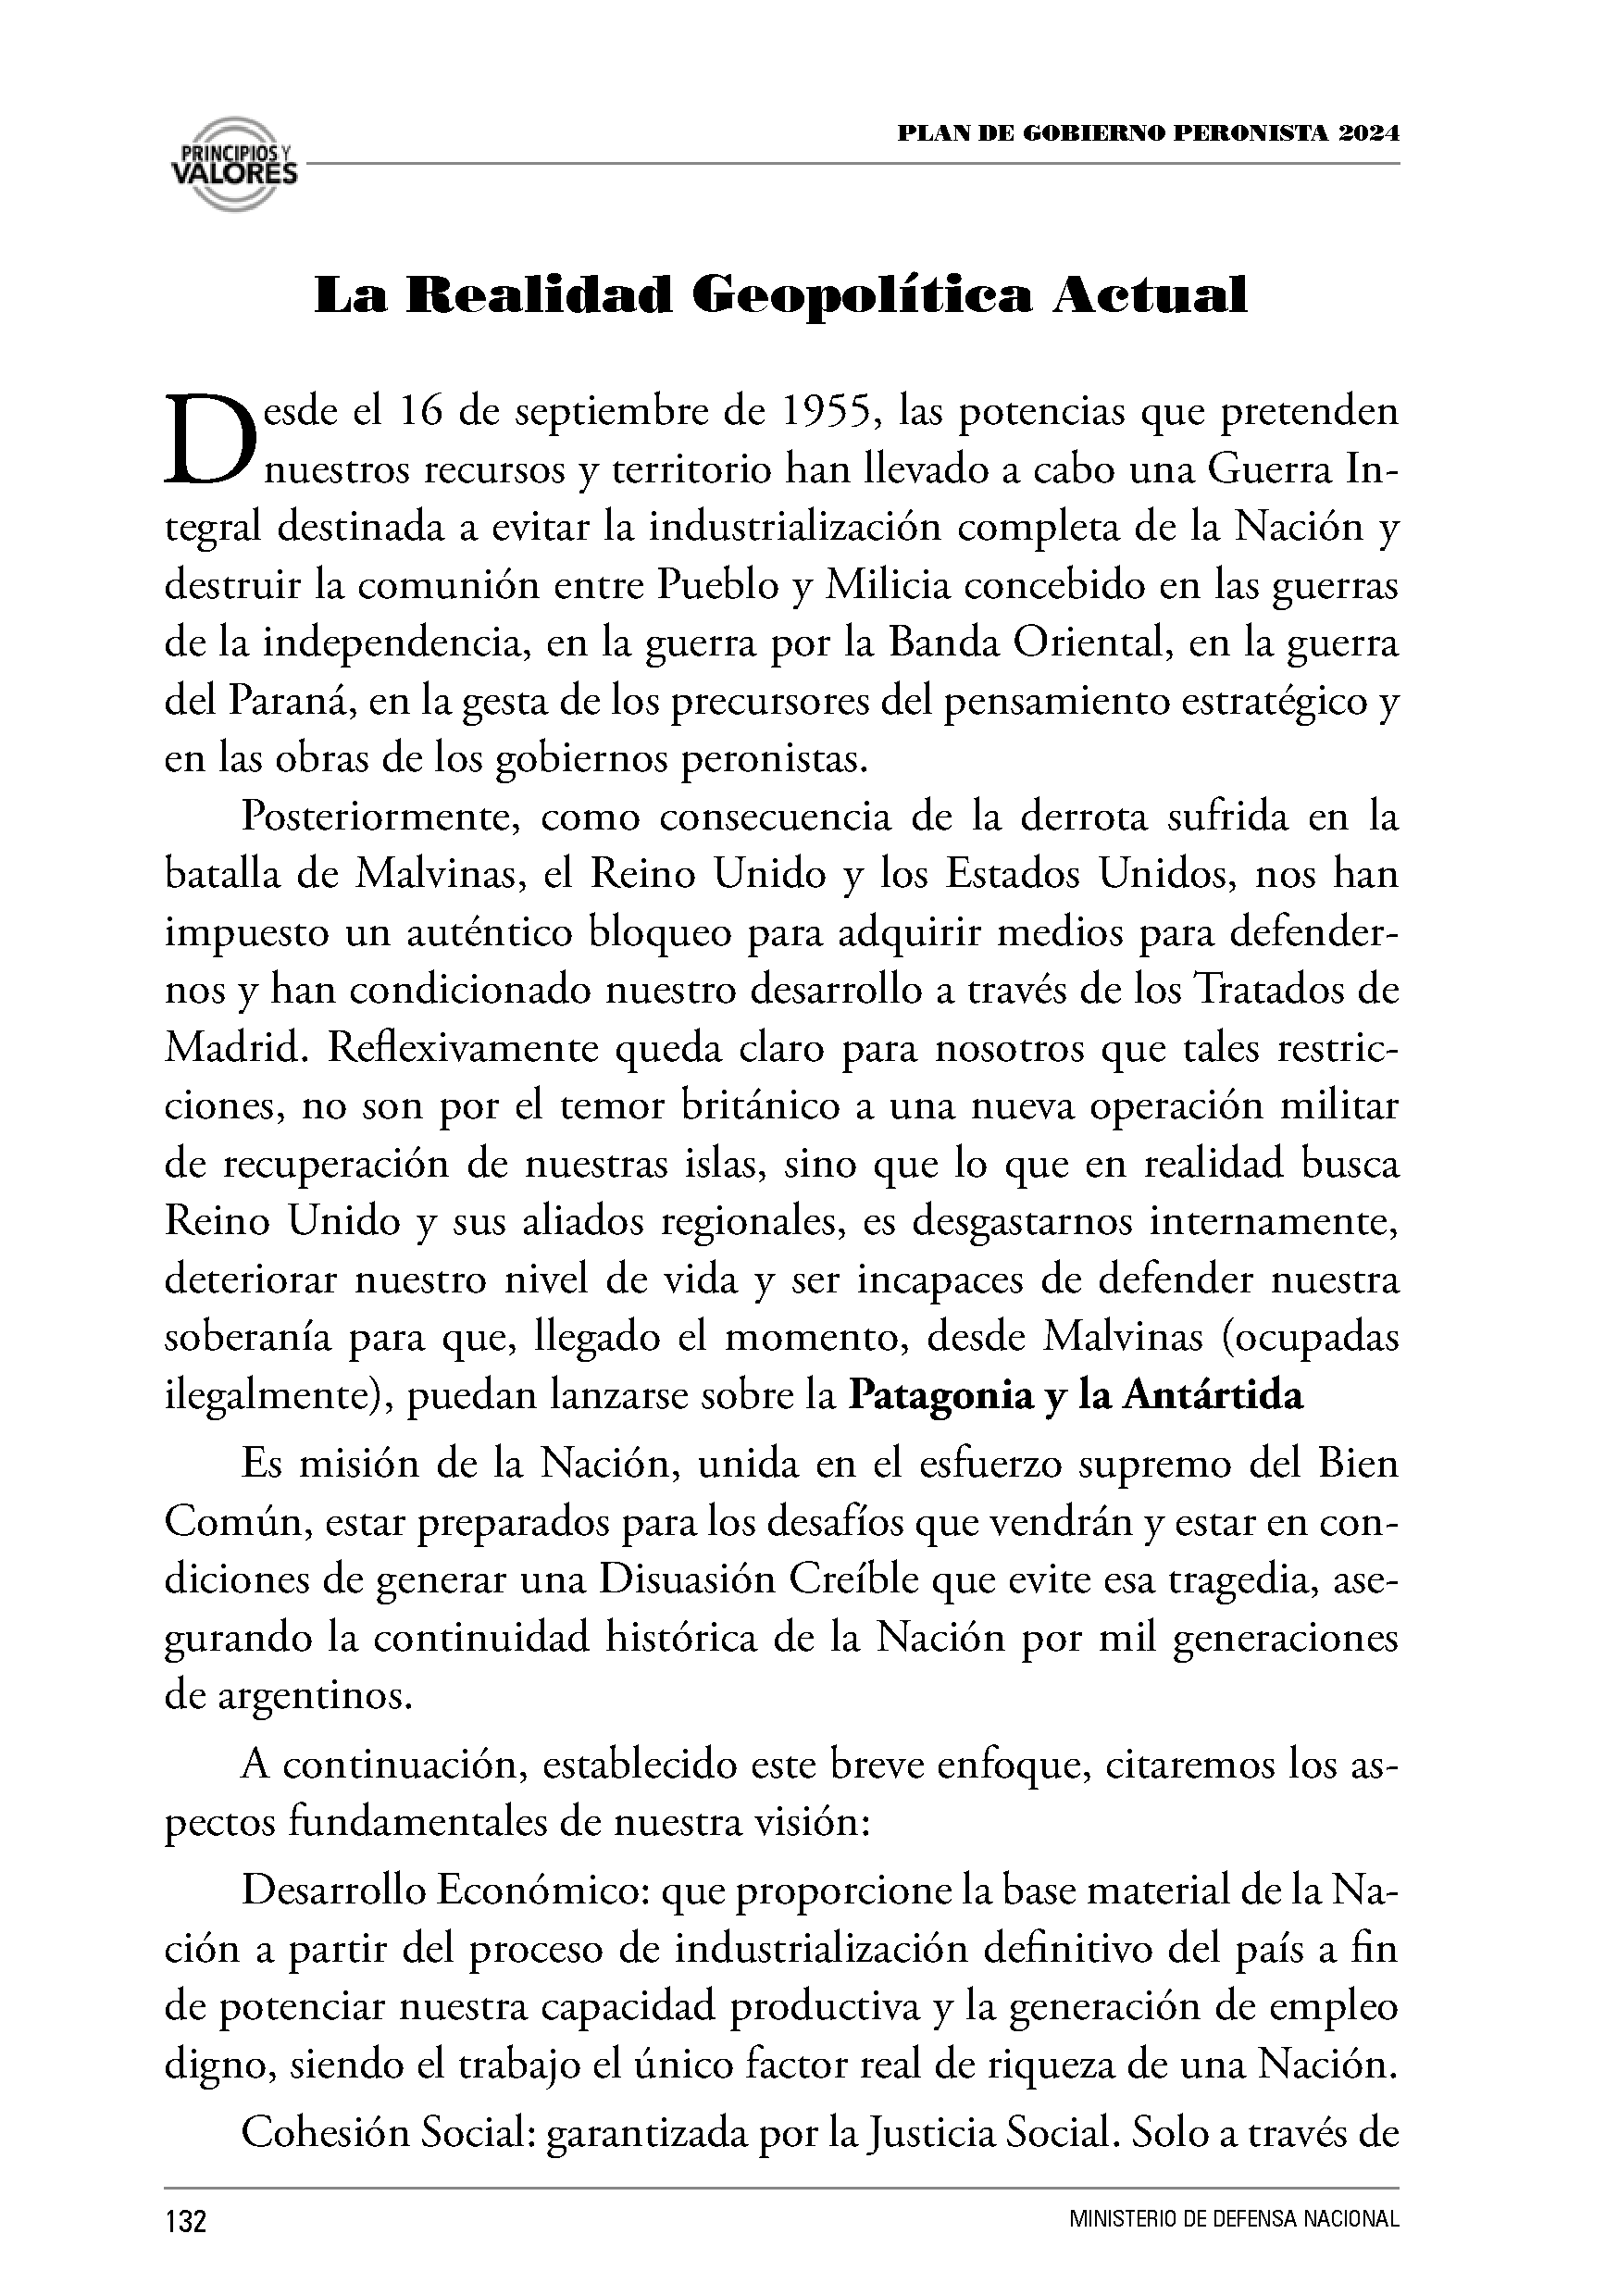 PRINCIPIOS Y
VALORES
PLAN DE GOBIERNO PERONISTA 2024
La Realidad Geopolítica Actual
Desde el 16 de septiembre de 1955, las potencias que pretenden
nuestros recursos y territorio han llevado a cabo una Guerra In-
tegral destinada a evitar la industrialización completa de la Nación y
destruir la comunión entre Pueblo y Milicia concebido en las guerras
de la independencia, en la guerra por la Banda Oriental, en la guerra
del Paraná, en la gesta de los precursores del pensamiento estratégico y
en las obras de los gobiernos peronistas.
Posteriormente, como consecuencia de la derrota sufrida en la
batalla de Malvinas, el Reino Unido y los Estados Unidos, nos han
impuesto un auténtico bloqueo para adquirir medios para defender-
nos y han condicionado nuestro desarrollo a través de los Tratados de
Madrid. Reflexivamente queda claro para nosotros que tales restric-
ciones, no son por el temor británico a una nueva operación militar
de recuperación de nuestras islas, sino que lo que en realidad busca
Reino Unido y sus aliados regionales, es desgastarnos internamente,
deteriorar nuestro nivel de vida y ser incapaces de defender nuestra
soberanía para que, llegado el momento, desde Malvinas (ocupadas
ilegalmente), puedan lanzarse sobre la Patagonia y la Antártida
Es misión de la Nación, unida en el esfuerzo supremo del Bien
Común, estar preparados para los desafíos que vendrán y estar en con-
diciones de generar una Disuasión Creíble que evite esa tragedia, ase-
gurando la continuidad histórica de la Nación por mil generaciones
de argentinos.
A continuación, establecido este breve enfoque, citaremos los as-
pectos fundamentales de nuestra visión:
Desarrollo Económico: que proporcione la base material de la Na-
ción a partir del proceso de industrialización definitivo del país a fin
de potenciar nuestra capacidad productiva y la generación de empleo
digno, siendo el trabajo el único factor real de riqueza de una Nación.
Cohesión Social: garantizada por la Justicia Social. Solo a través de
132
MINISTERIO DE DEFENSA NACIONAL